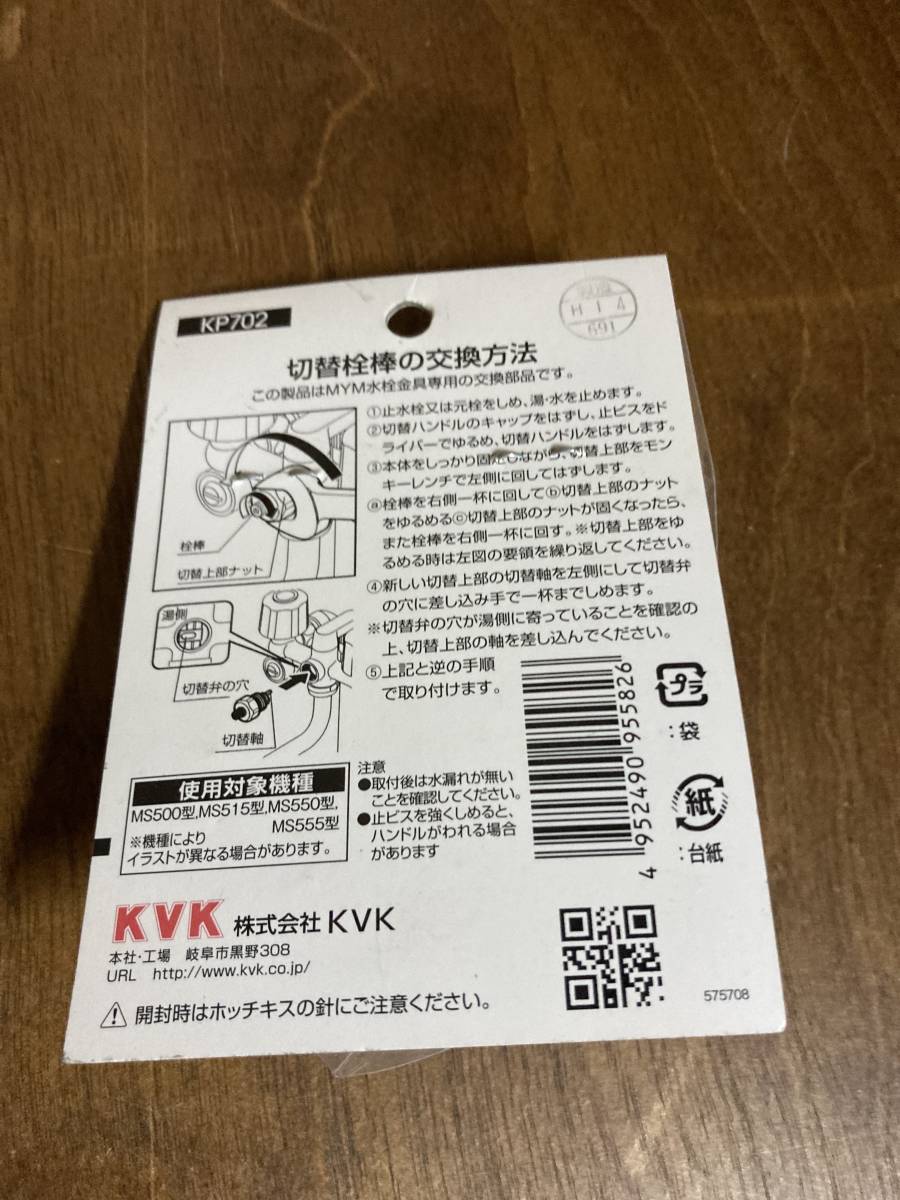 KP702
H I 4
691
切替栓棒の交換方法
この製品はMYM水栓金具専用の交換部品です。
①止水栓又は元栓をしめ、湯・水を止めます。
②切替ハンドルのキャップをはずし、止ビスをド
ライバーでゆるめ、切替ハンドルをはずします。
③本体をしっかり固定しながら、切替上部をモン
キーレンチで左側に回してはずします。
ⓐ栓棒を右側一杯に回してⓑ切替上部のナット
をゆるめるⓒ切替上部のナットが固くなったら、
また栓棒を右側一杯に回す。※切替上部をゆ
るめる時は左図の要領を繰り返してください。
④新しい切替上部の切替軸を左側にして切替弁
の穴に差し込み手で一杯までしめます。
※切替弁の穴が湯側に寄っていることを確認の
上、切替上部の軸を差し込んでください。
⑤上記と逆の手順
で取り付けます。
栓棒
切替上部ナット
湯側
切替弁の穴
切替軸
使用対象機種
MS500型,MS515型,MS550型,
MS555型
※機種により
イラストが異なる場合があります。
注意
●取付後は水漏れが無い
ことを確認してください。
●止ビスを強くしめると、
ハンドルがわれる場合
があります
4 952490 955826
プラ
:袋
紙
:台紙
KVK 株式会社KVK
本社・工場 岐阜市黒野308
URL http://www.kvk.co.jp/
開封時はホッチキスの針にご注意ください。
575708